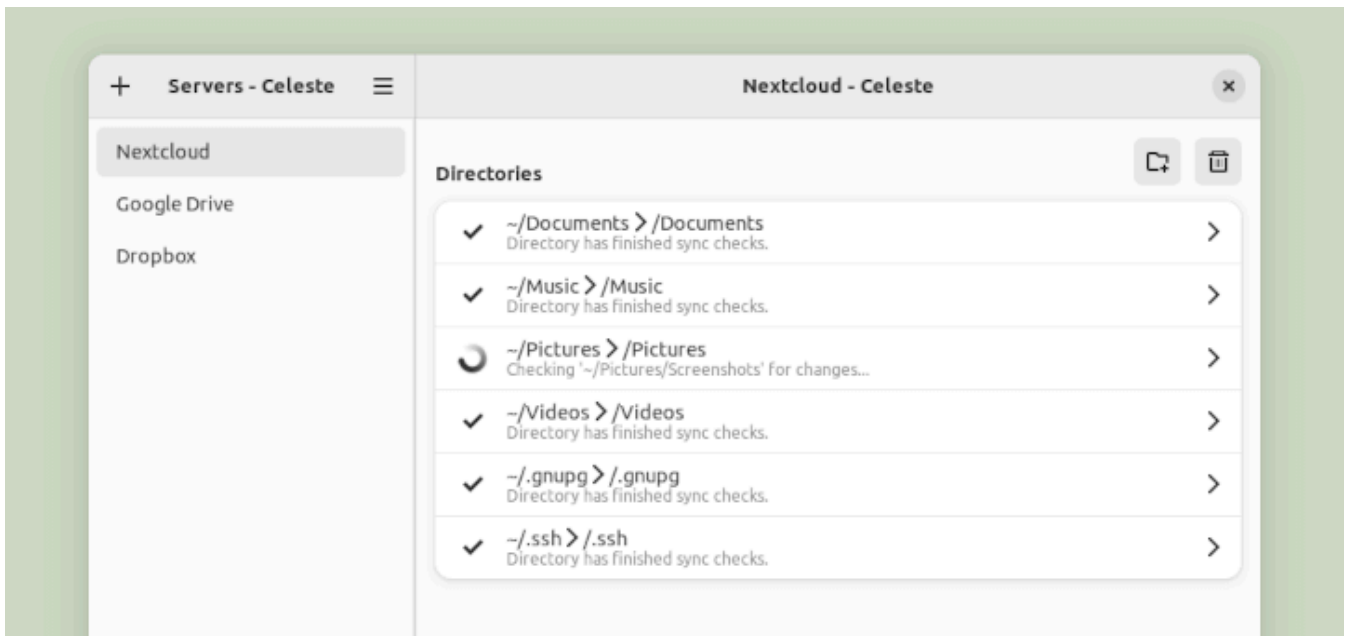 Servers - Celeste
Nextcloud - Celeste
Nextcloud
Google Drive
Dropbox
Directories
~/Documents > /Documents
Directory has finished sync checks.
~/Music > /Music
Directory has finished sync checks.
~/Pictures > /Pictures
Checking '~/Pictures/Screenshots' for changes...
~/Videos > /Videos
Directory has finished sync checks.
~/.gnupg > /.gnupg
Directory has finished sync checks.
~/.ssh > /.ssh
Directory has finished sync checks.